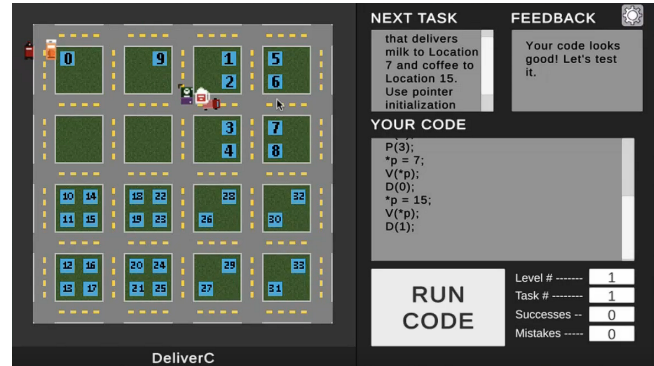 NEXT TASK
that delivers
milk to Location
7 and coffee to
Location 15.
Use pointer
initialization
FEEDBACK
Your code looks
good! Let's test
it.
YOUR CODE
P(3);
*p = 7;
V(*p);
D(0);
*p = 15;
V(*p);
D(1);
RUN
CODE
Level # ------- 1
Task # -------- 1
Successes -- 0
Mistakes ----- 0
0 9 1 5
2 6
3 7
4 8
10 14 18 22 28 32
11 15 19 23 26 30
12 16 20 24 29 33
13 17 21 25 27 31
DeliverC